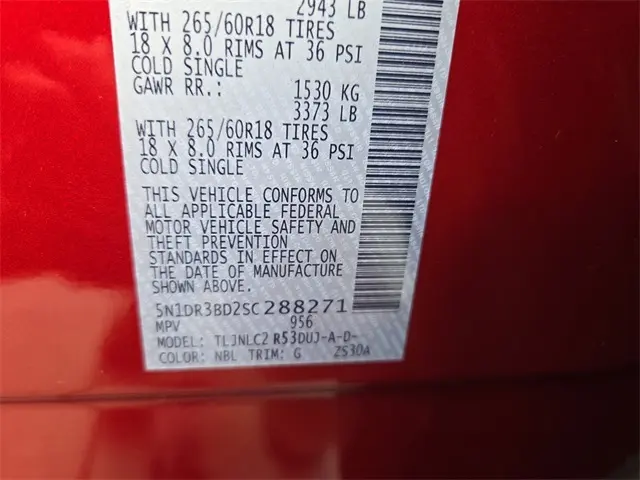 2943 LB
WITH 265/60R18 TIRES
18 X 8.0 RIMS AT 36 PSI
COLD SINGLE
GAWR RR.: 1530 KG
3373 LB
WITH 265/60R18 TIRES
18 X 8.0 RIMS AT 36 PSI
COLD SINGLE
THIS VEHICLE CONFORMS TO
ALL APPLICABLE FEDERAL
MOTOR VEHICLE SAFETY AND
THEFT PREVENTION
STANDARDS IN EFFECT ON
THE DATE OF MANUFACTURE
SHOWN ABOVE.
5N1DR3BD2SC288271
MPV 956
MODEL: TLJNLC2 R53DUJ-A-D-
COLOR: NBL TRIM: G ZS30A